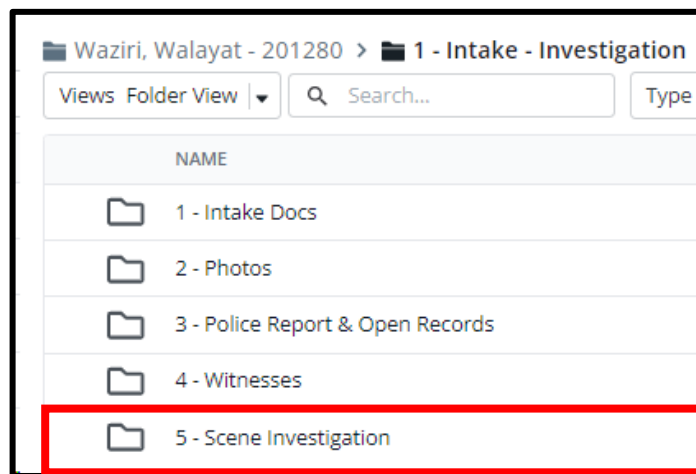 Waziri, Walayat - 201280 > 1 - Intake - Investigation
Views Folder View Search... Type
NAME
1 - Intake Docs
2 - Photos
3 - Police Report & Open Records
4 - Witnesses
5 - Scene Investigation